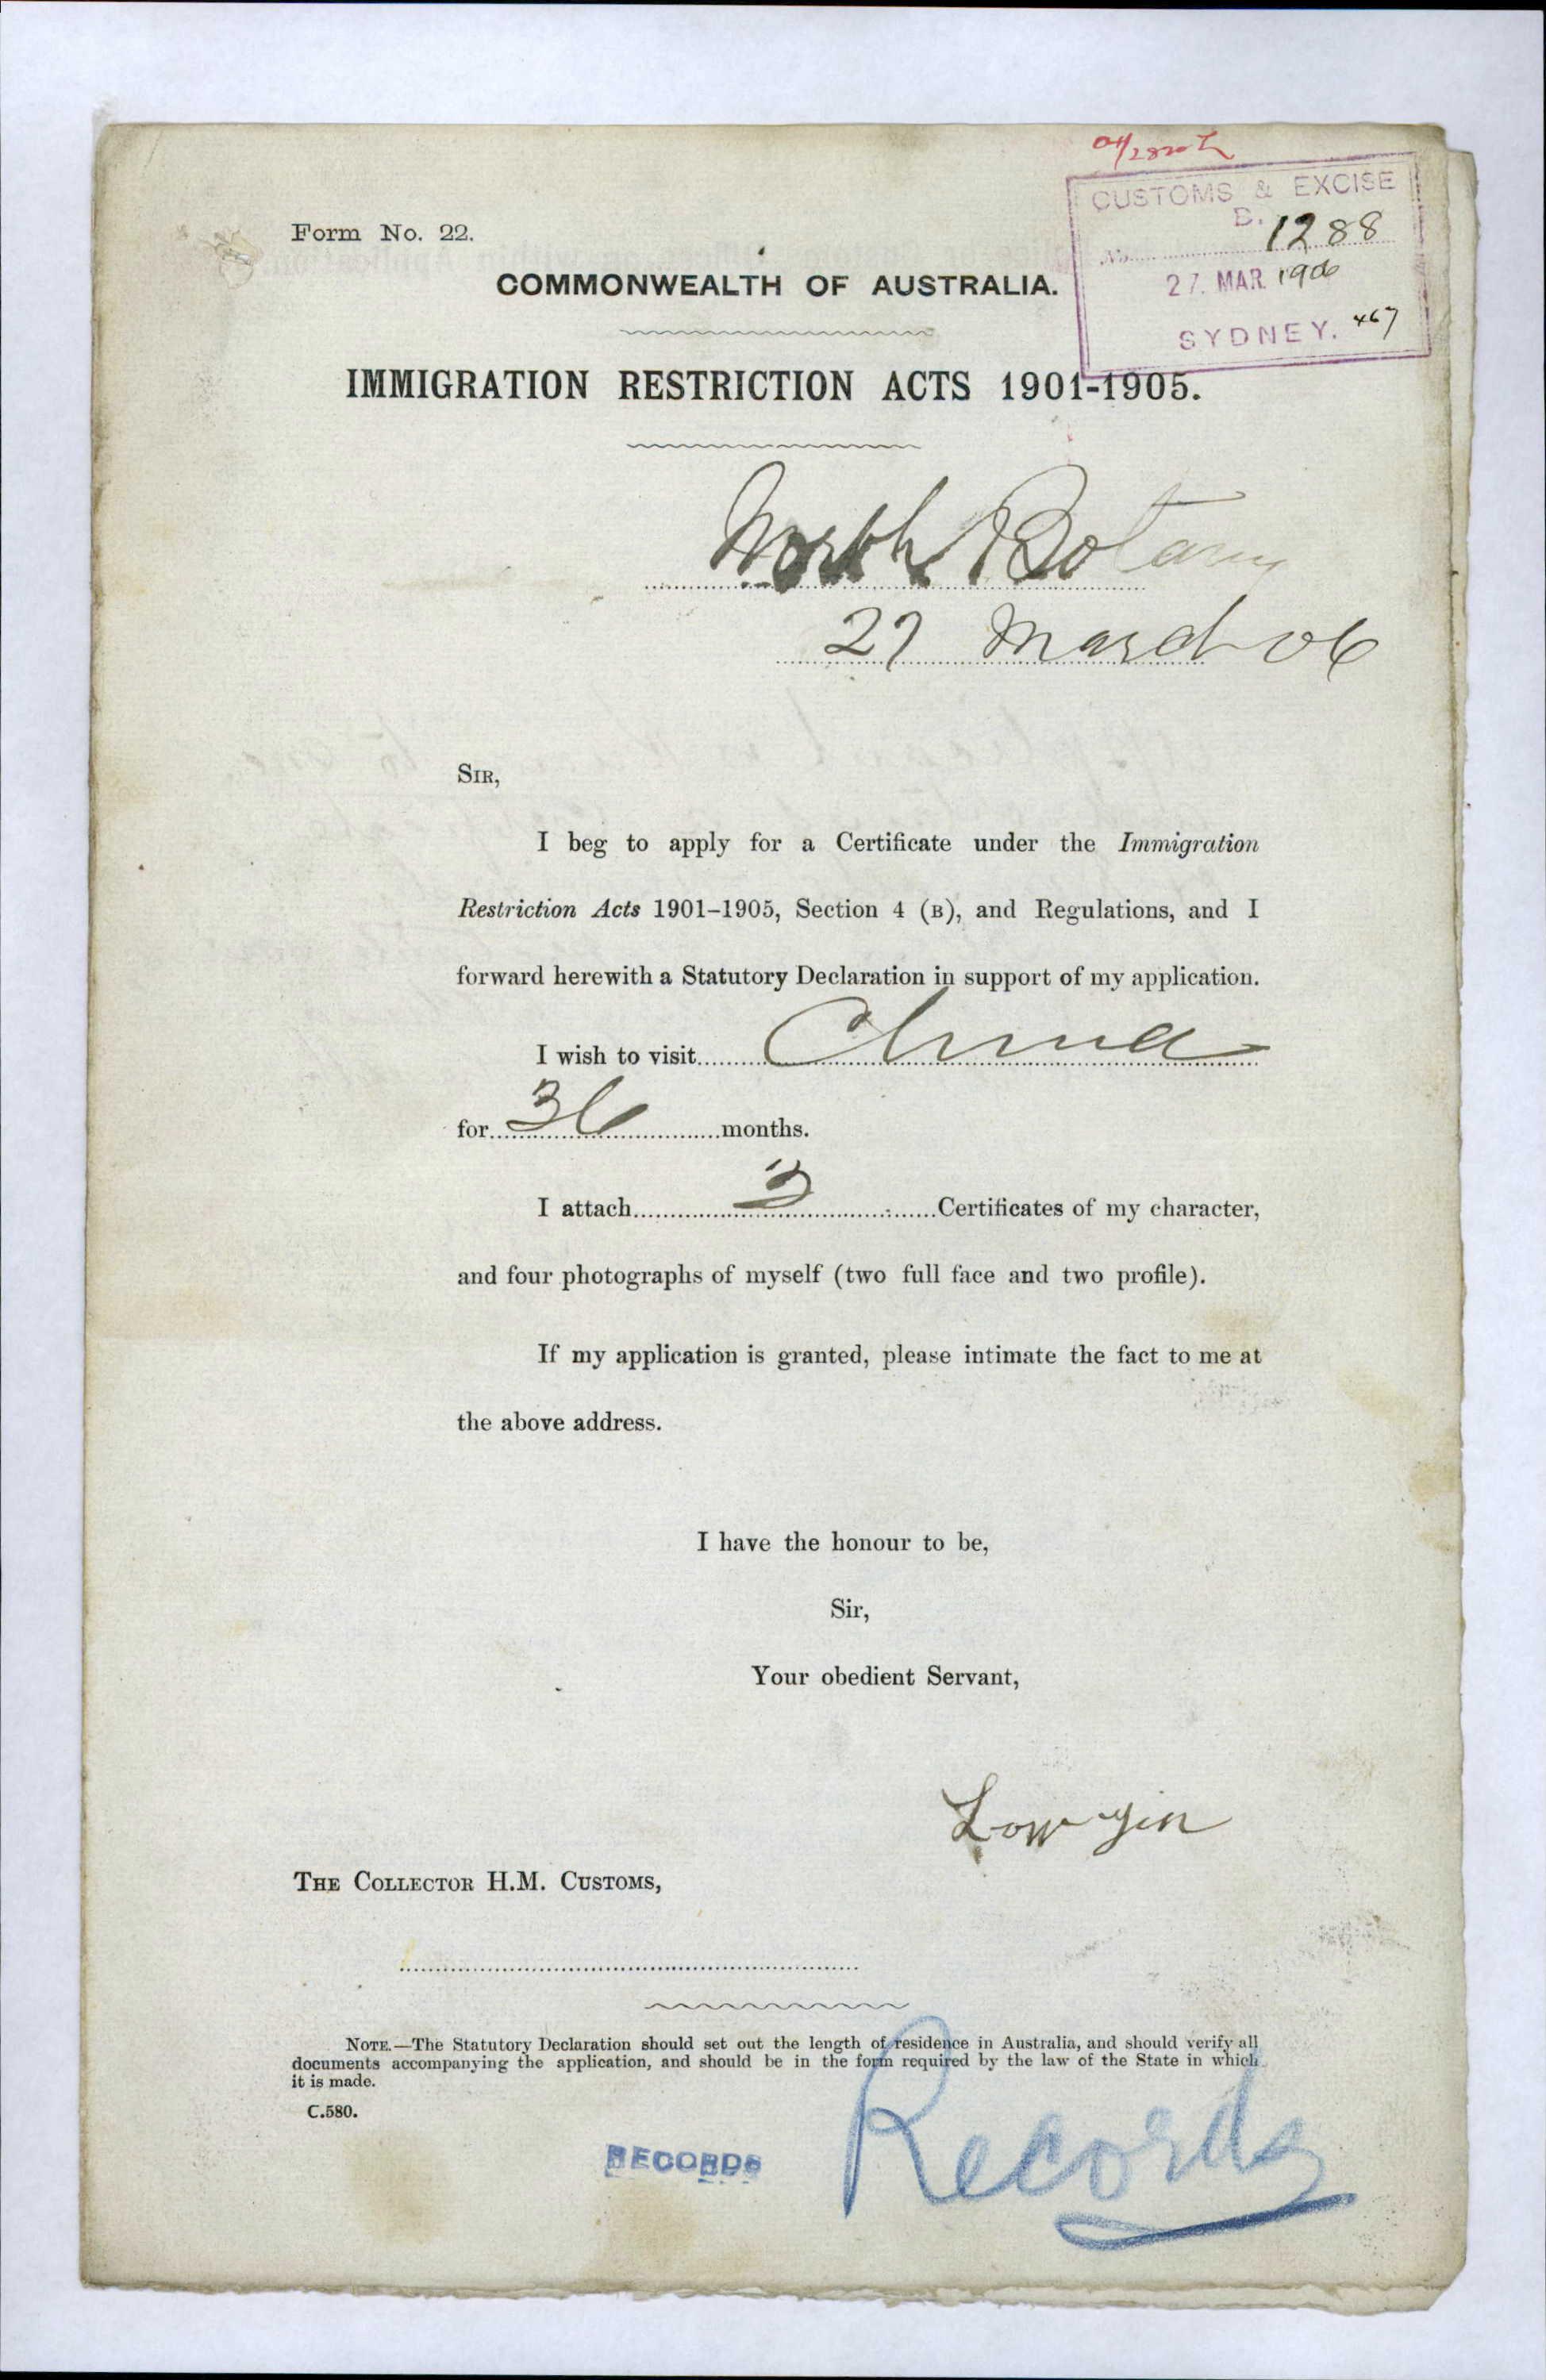 CUSTOMS & EXCISE
B.
No. 1288
27. MAR. 1906
SYDNEY. 467
Form No. 22.
COMMONWEALTH OF AUSTRALIA.
IMMIGRATION RESTRICTION ACTS 1901-1905.
North Botany
27 March 06
SIR,
I beg to apply for a Certificate under the Immigration
Restriction Acts 1901–1905, Section 4 (B), and Regulations, and I
forward herewith a Statutory Declaration in support of my application.
I wish to visit China
for 36 months.
I attach Certificates of my character,
and four photographs of myself (two full face and two profile).
If my application is granted, please intimate the fact to me at
the above address.
I have the honour to be,
Sir,
Your obedient Servant,
Low Yin
THE COLLECTOR H.M. CUSTOMS,
NOTE.—The Statutory Declaration should set out the length of residence in Australia, and should verify all
documents accompanying the application, and should be in the form required by the law of the State in which
it is made.
C.580.
RECORDS
Records